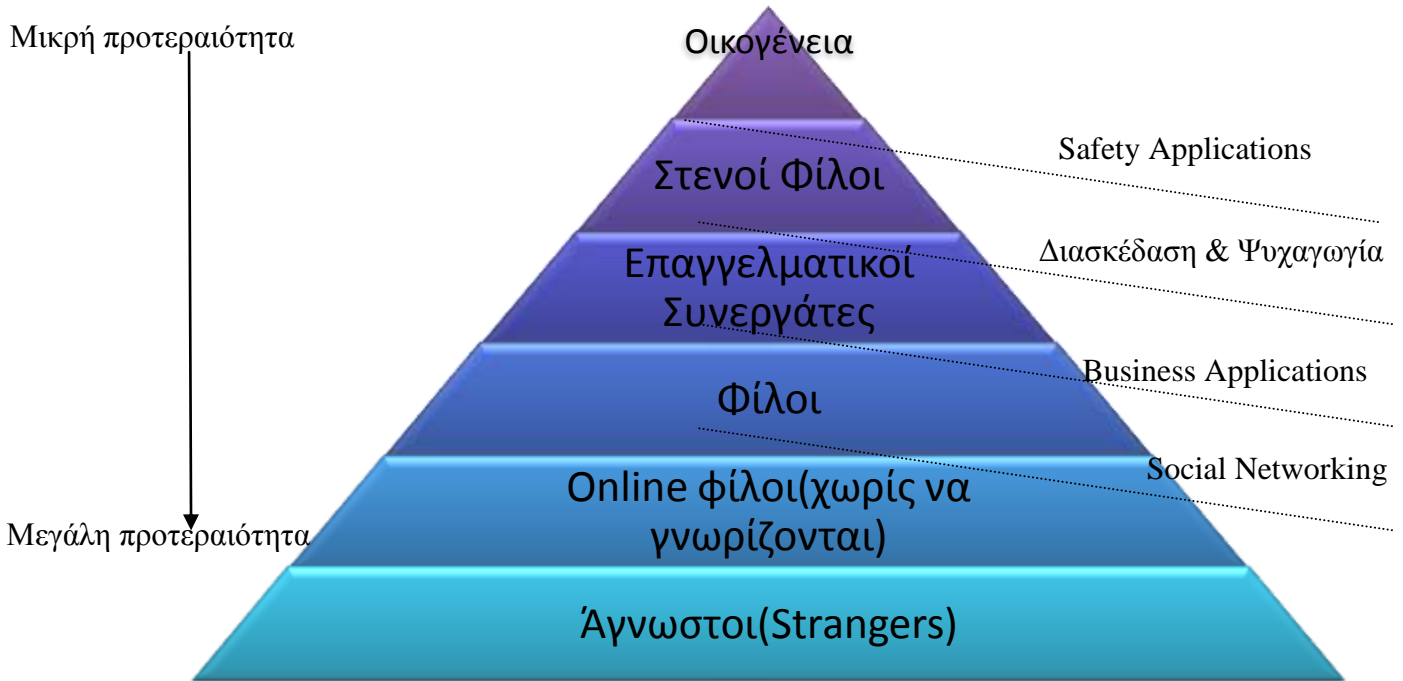 Μικρή προτεραιότητα
Οικογένεια
Safety Applications
Στενοί Φίλοι
Διασκέδαση & Ψυχαγωγία
Επαγγελματικοί
Συνεργάτες
Business Applications
Φίλοι
Social Networking
Online φίλοι(χωρίς να
γνωρίζονται)
Μεγάλη προτεραιότητα
Άγνωστοι(Strangers)